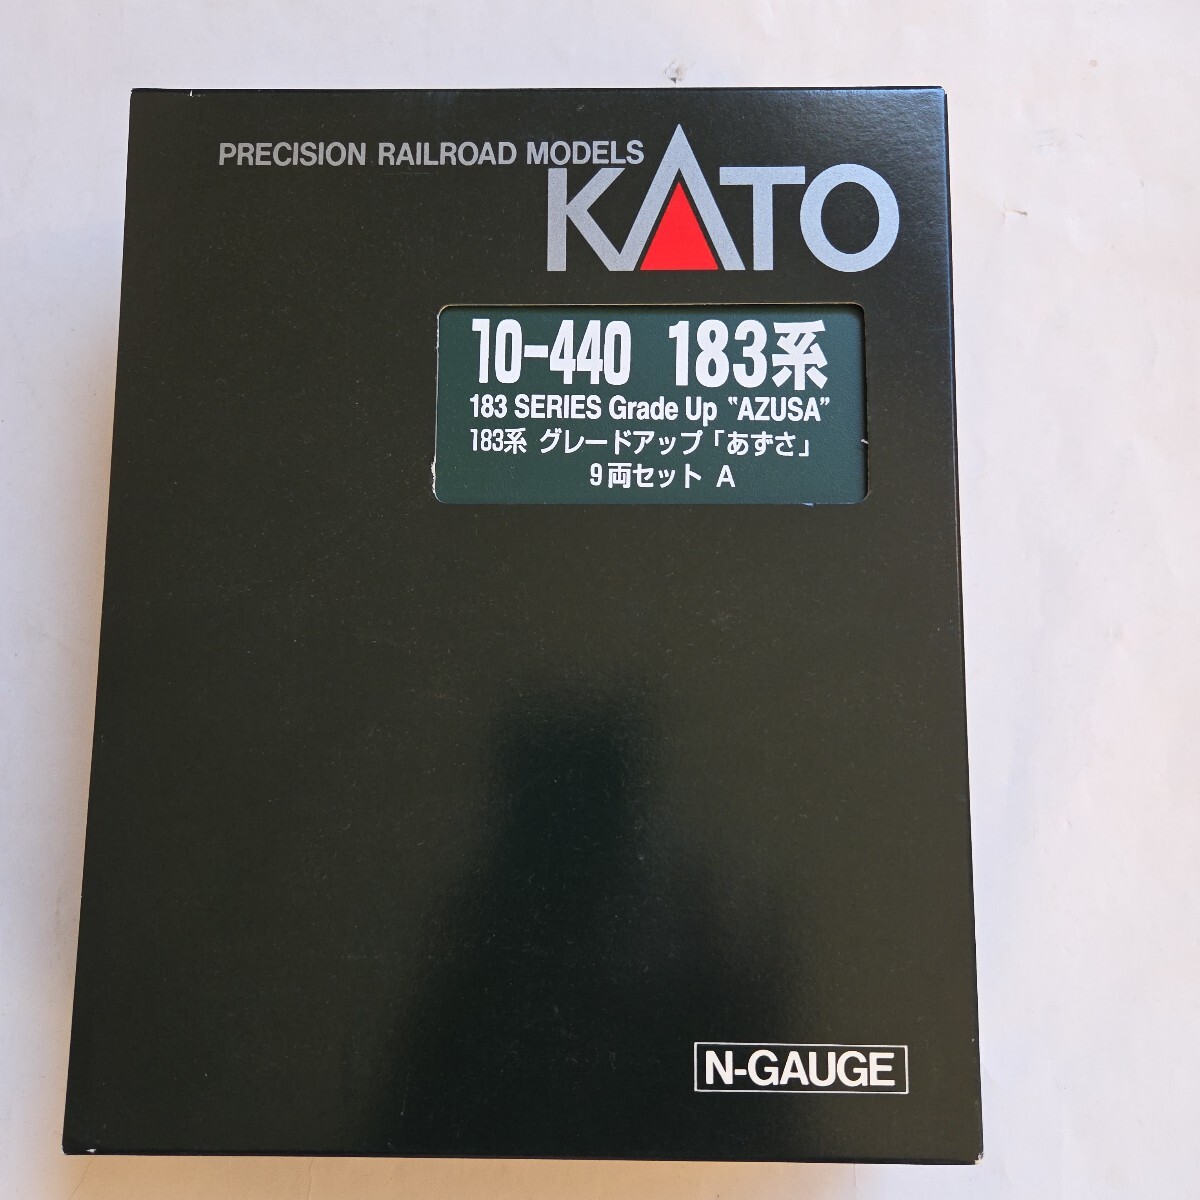 PRECISION RAILROAD MODELS
KATO
10-440 183系
183 SERIES Grade Up "AZUSA"
183系 グレードアップ「あずさ」
9両セット A
N-GAUGE